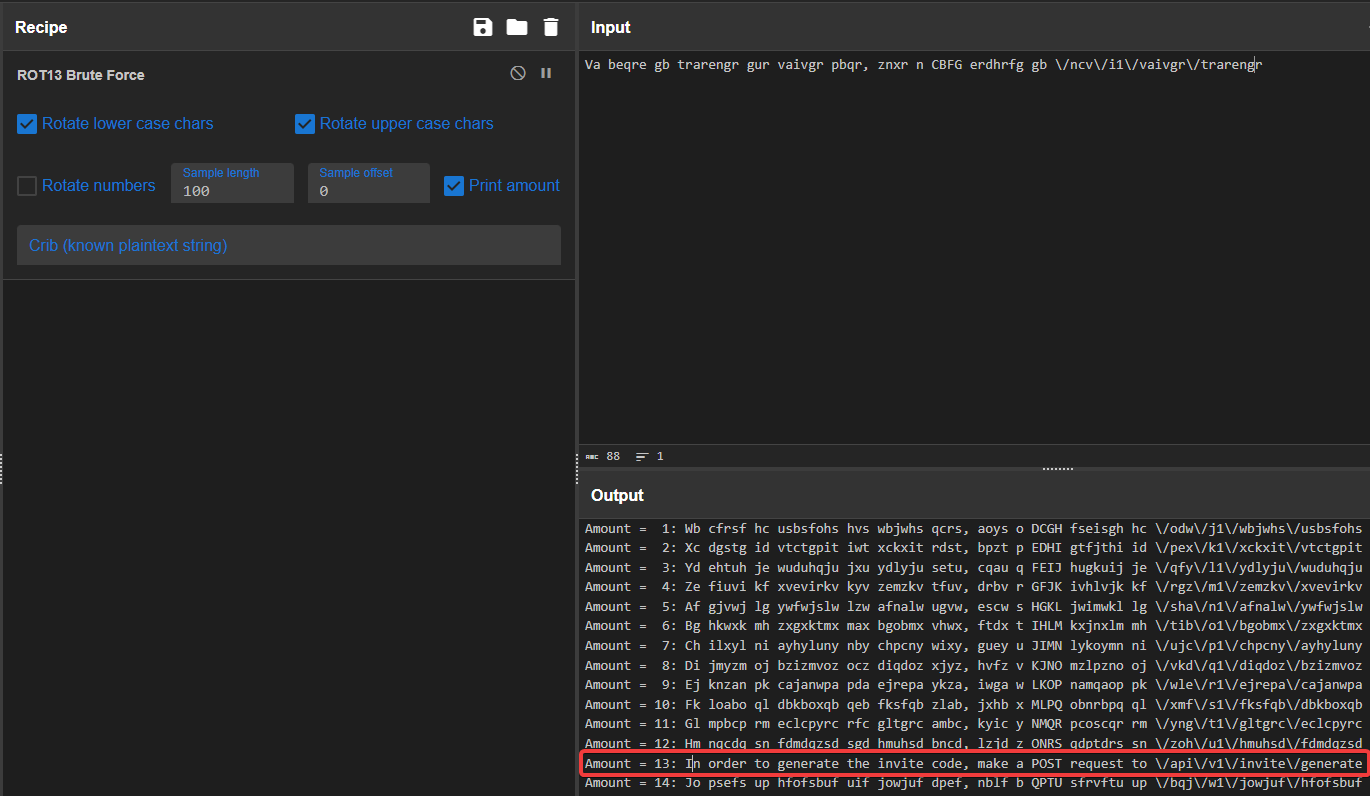 Recipe
ROT13 Brute Force
Rotate lower case chars
Rotate upper case chars
Rotate numbers
Sample length
100
Sample offset
0
Print amount
Crib (known plaintext string)
Input
Va beqre gb trarengr gur vaivgr pbqr, znxr n CBFG erdhrfg gb \/ncv\/i1\/vaivgr\/trarengr
ABC 88 1
Output
Amount =  1: Wb cfrsf hc usbsfohs hvs wbjwhs qcrs, aoys o DCGH fseisgh hc \/odw\/j1\/wbjwhs\/usbsfohs
Amount =  2: Xc dgstg id vtctgpit iwt xckxit rdst, bpzt p EDHI gtfjthi id \/pex\/k1\/xckxit\/vtctgpit
Amount =  3: Yd ehtuh je wuduhqju jxu ydlyju setu, cqau q FEIJ hugkuij je \/qfy\/l1\/ydlyju\/wuduhqju
Amount =  4: Ze fiuvi kf xvevirkv kyv zemzkv tfuv, drbv r GFJK ivhlvjk kf \/rgz\/m1\/zemzkv\/xvevirkv
Amount =  5: Af gjvwj lg ywfwjslw lzw afnalw ugvw, escw s HGKL jwimwkl lg \/sha\/n1\/afnalw\/ywfwjslw
Amount =  6: Bg hkwxk mh zxgxktmx max bgobmx vhwx, ftdx t IHLM kxjnxlm mh \/tib\/o1\/bgobmx\/zxgxktmx
Amount =  7: Ch ilxyl ni ayhyluny nby chpcny wixy, guey u JIMN lykoymn ni \/ujc\/p1\/chpcny\/ayhyluny
Amount =  8: Di jmyzm oj bzizmvoz ocz diqdoz xjyz, hvfz v KJNO mzlpzno oj \/vkd\/q1\/diqdoz\/bzizmvoz
Amount =  9: Ej knzan pk cajanwpa pda ejrepa ykza, iwga w LKOP namqaop pk \/wle\/r1\/ejrepa\/cajanwpa
Amount = 10: Fk loabo ql dbkboxqb qeb fksfqb zlab, jxhb x MLPQ obnrbpq ql \/xmf\/s1\/fksfqb\/dbkboxqb
Amount = 11: Gl mpbcp rm eclcpyrc rfc gltgrc ambc, kyic y NMQR pcoscqr rm \/yng\/t1\/gltgrc\/eclcpyrc
Amount = 12: Hm nqcdq sn fdmdqzsd sgd hmuhsd bncd, lzjd z ONRS qdptdrs sn \/zoh\/u1\/hmuhsd\/fdmdqzsd
Amount = 13: In order to generate the invite code, make a POST request to \/api\/v1\/invite\/generate
Amount = 14: Jo psefs up hfofsbuf uif jowjuf dpef, nblf b QPTU sfrvftu up \/bqj\/w1\/jowjuf\/hfofsbuf